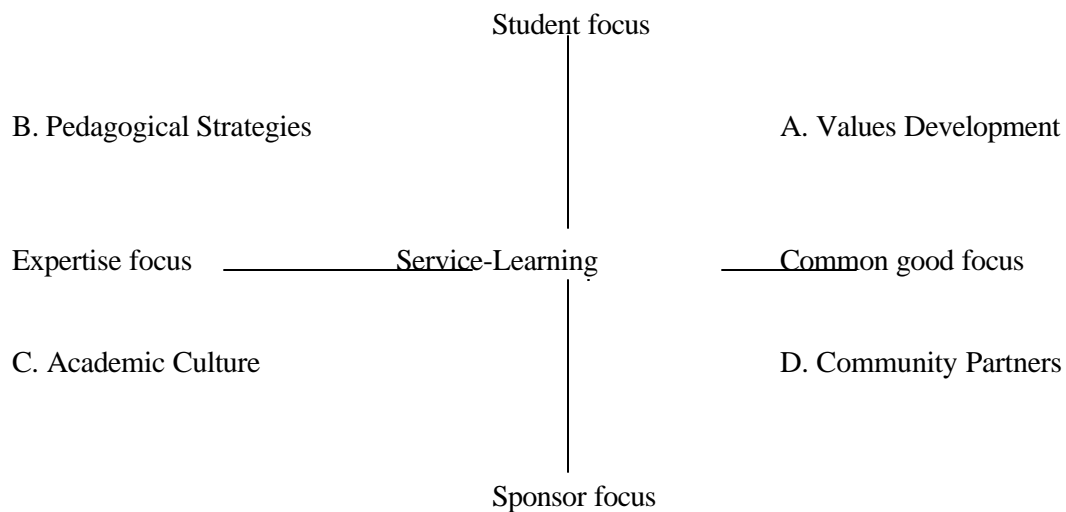 Student focus
B. Pedagogical Strategies A. Values Development
Expertise focus Service-Learning Common good focus
C. Academic Culture D. Community Partners
Sponsor focus